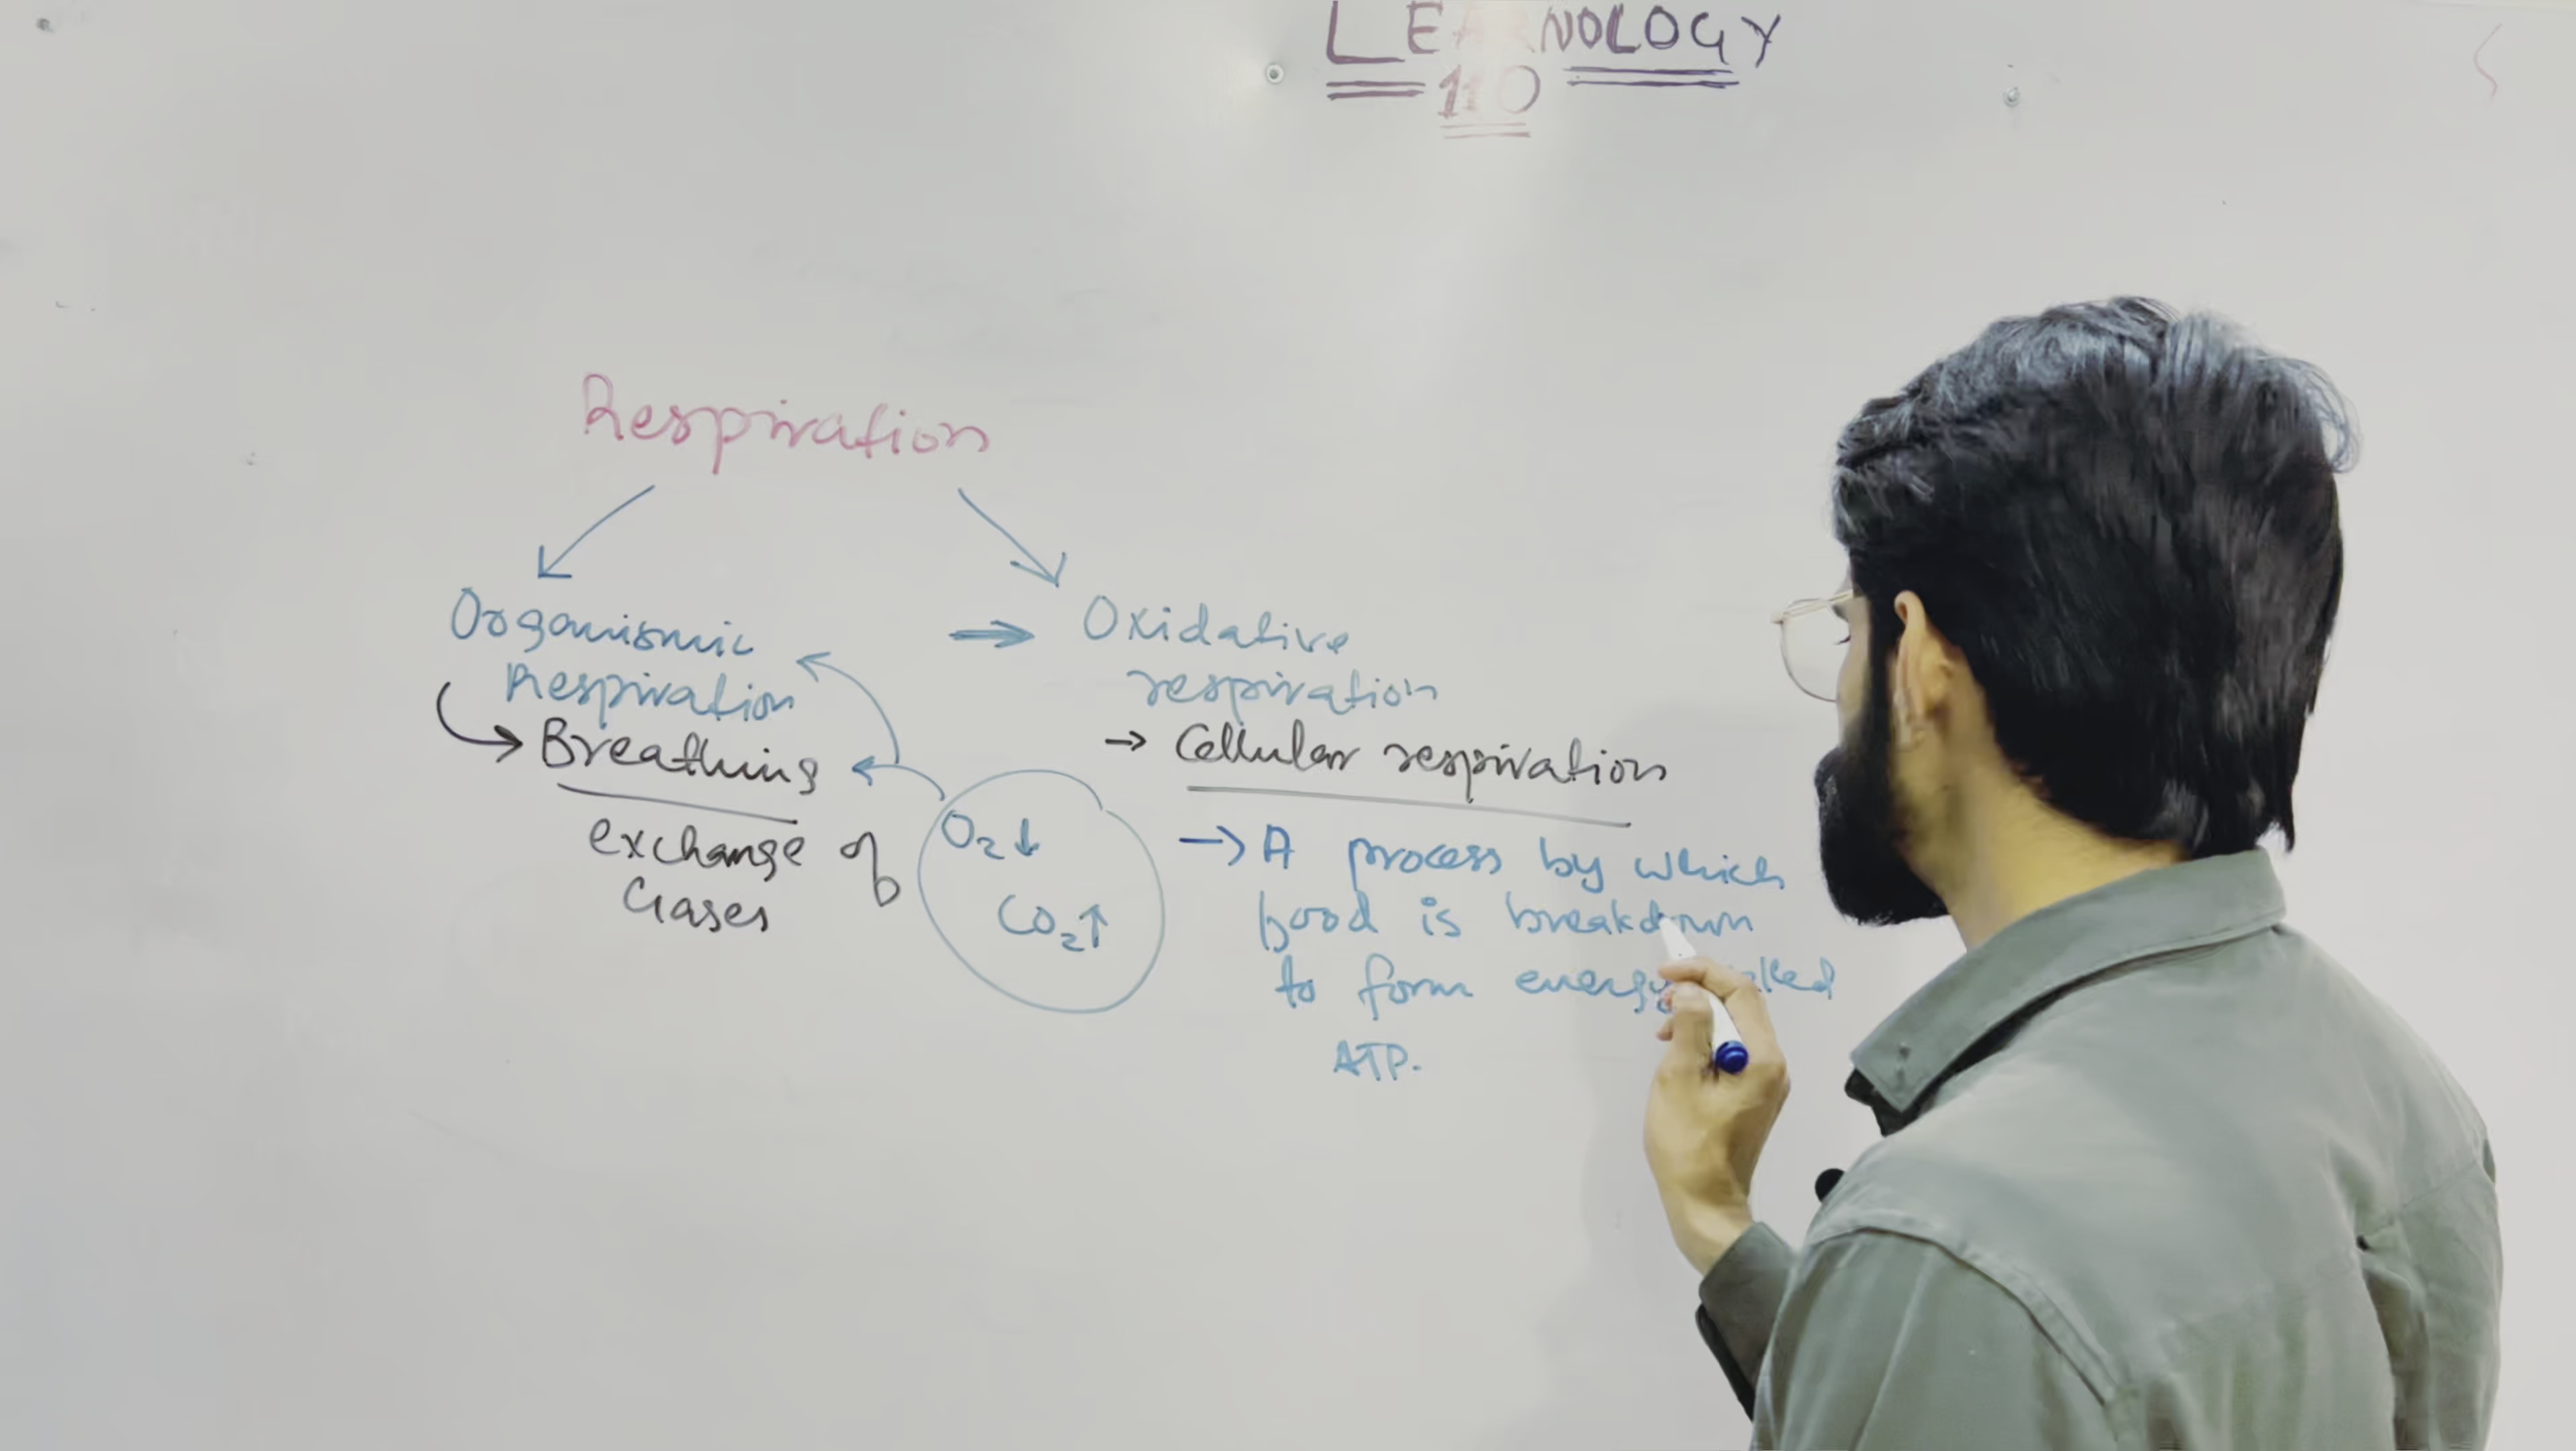 LEARNOLOGY
110
Respiration
Organismic
Respiration
Breathing
exchange of
Gases
O₂↓
CO₂↑
⇒ Oxidative
respiration
→ Cellular respiration
→ A process by which
food is breakdown
to form energy
ATP.